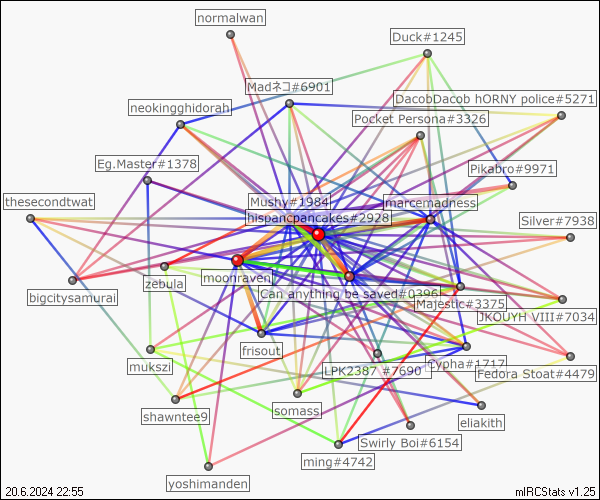 normalwan
Duck#1245
Madネコ#6901
DacobDacob hORNY police#5271
neokingghidorah
Pocket Persona#3326
Eg.Master#1378
Pikabro#9971
thesecondtwat
Mushy#1984
marcemadness
hispancpancakes#2928
Silver#7938
moonraven
zebula
Can anything be saved#0396
bigcitysamurai
Majestic#3375
JKOUYH VIII#7034
frisout
mukszi
LPK2387 #7690
Cypha#1717
Fedora Stoat#4479
shawntee9
somass
eliakith
Swirly Boi#6154
ming#4742
yoshimanden
20.6.2024 22:55
mIRCStats v1.25